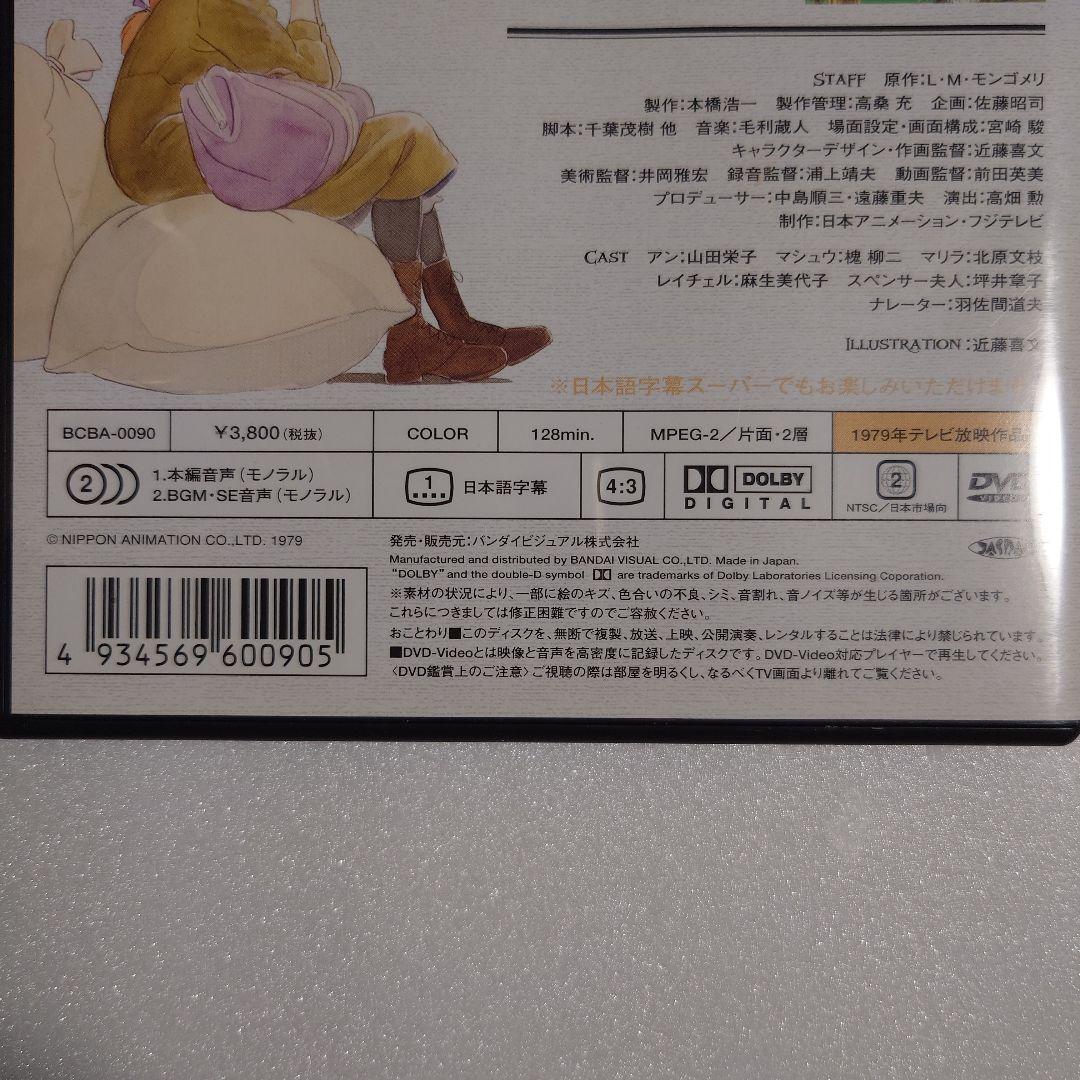 STAFF 原作:L・M・モンゴメリ
製作:本橋浩一 製作管理:高桑 充 企画:佐藤昭司
脚本:千葉茂樹 他 音楽:毛利蔵人 場面設定・画面構成:宮崎 駿
キャラクターデザイン・作画監督:近藤喜文
美術監督:井岡雅宏 録音監督:浦上靖夫 動画監督:前田英美
プロデューサー:中島順三・遠藤重夫 演出:高畑 勲
制作:日本アニメーション・フジテレビ
CAST アン:山田栄子 マシュウ:槐 柳二 マリラ:北原文枝
レイチェル:麻生美代子 スペンサー夫人:坪井章子
ナレーター:羽佐間道夫
ILLUSTRATION:近藤喜文
※日本語字幕スーパーでもお楽しみいただけます
BCBA-0090 ¥3,800(税抜) COLOR 128min. MPEG-2／片面・2層 1979年テレビ放映作品
2 1.本編音声(モノラル)
2.BGM・SE音声(モノラル)
1 日本語字幕 4:3 DOLBY DIGITAL 2 NTSC／日本市場向 DVD VIDEO
©NIPPON ANIMATION CO.,LTD. 1979
発売・販売元:バンダイビジュアル株式会社
Manufactured and distributed by BANDAI VISUAL CO.,LTD. Made in Japan.
"DOLBY" and the double-D symbol are trademarks of Dolby Laboratories Licensing Coporation.
JASRAC
※素材の状況により、一部に絵のキズ、色合いの不良、シミ、音割れ、音ノイズ等が生じる箇所がございます。
これらにつきましては修正困難ですのでご容赦ください。
おことわり■このディスクを、無断で複製、放送、上映、公開演奏、レンタルすることは法律により禁じられています。
■DVD-Videoとは映像と音声を高密度に記録したディスクです。DVD-Video対応プレイヤーで再生してください。
〈DVD鑑賞上のご注意〉ご視聴の際は部屋を明るくし、なるべくTV画面より離れてご覧ください。
4 934569 600905